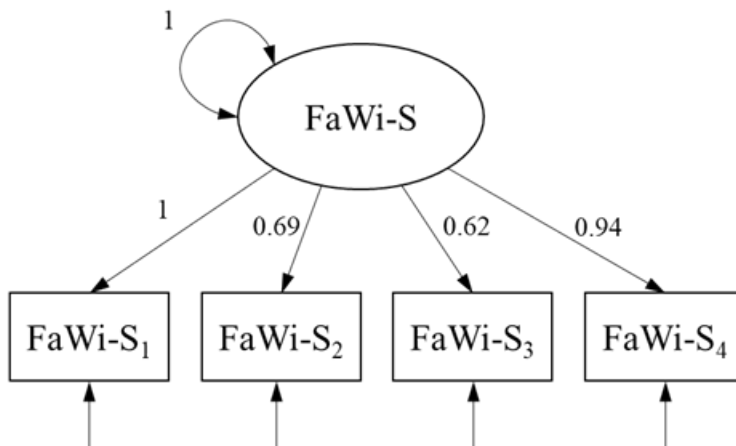 1
FaWi-S
1
0.69
0.62
0.94
FaWi-S₁
FaWi-S₂
FaWi-S₃
FaWi-S₄